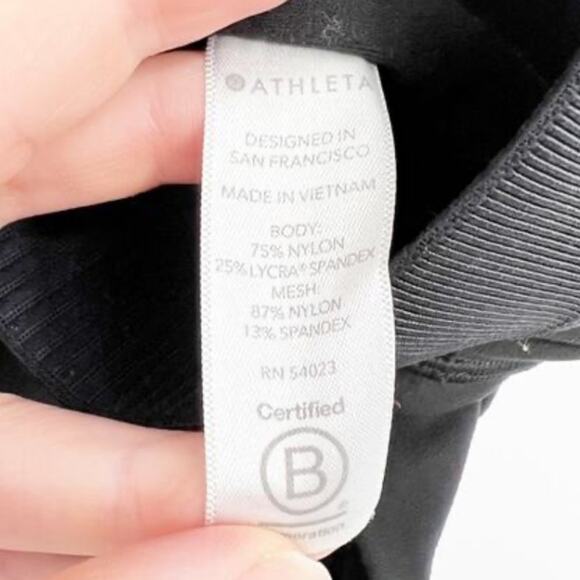 ATHLETA
DESIGNED IN
SAN FRANCISCO
MADE IN VIETNAM
BODY:
75% NYLON
25% LYCRA® SPANDEX
MESH:
87% NYLON
13% SPANDEX
RN 54023
Certified
B
®